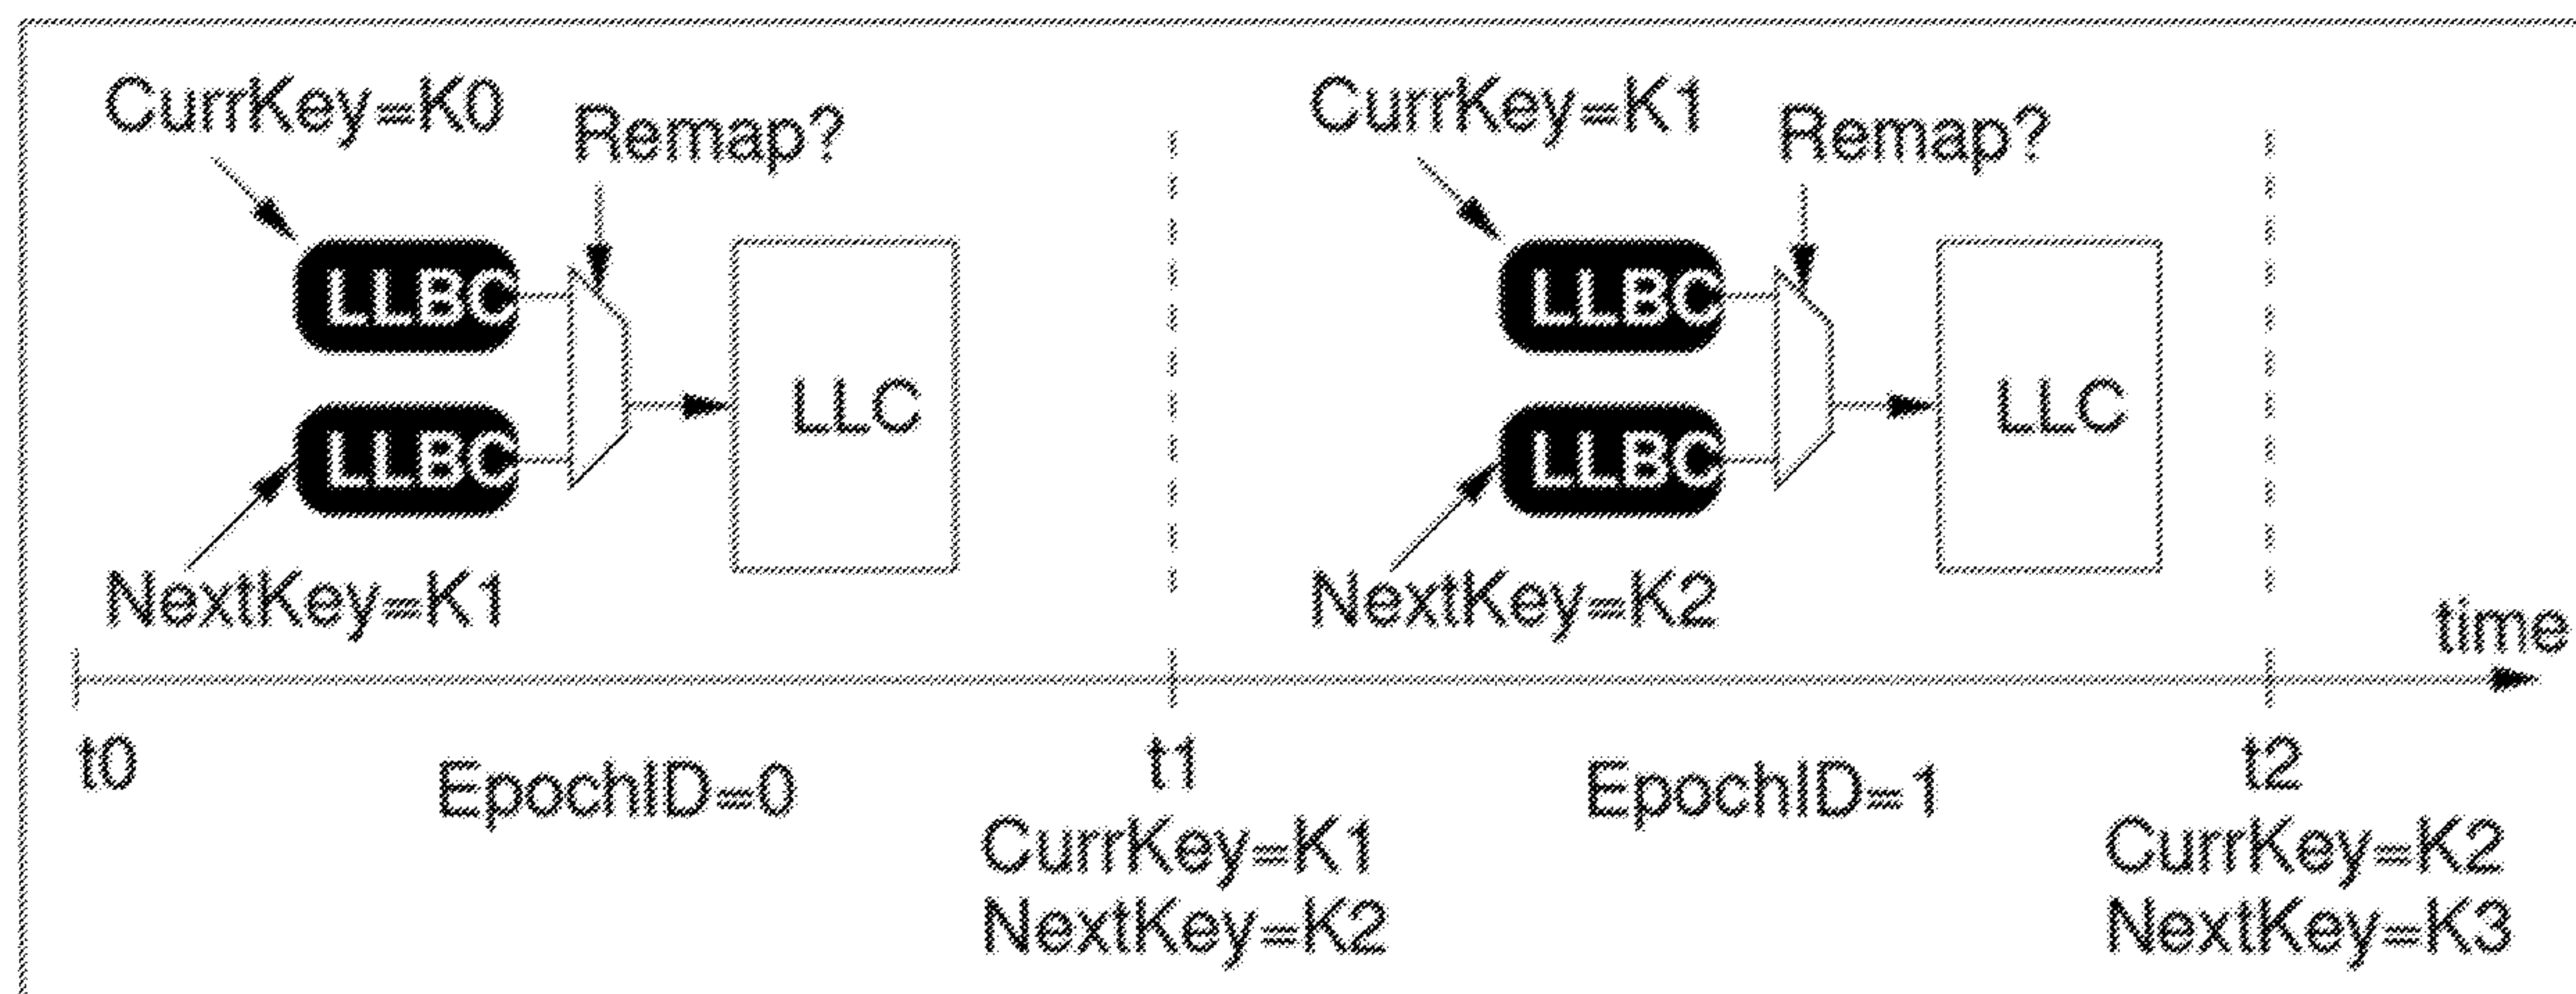 CurrKey=K0
Remap?
LLBC
LLBC
LLC
NextKey=K1
CurrKey=K1
Remap?
LLBC
LLBC
LLC
NextKey=K2
time
t0
EpochID=0
t1
CurrKey=K1
NextKey=K2
EpochID=1
t2
CurrKey=K2
NextKey=K3